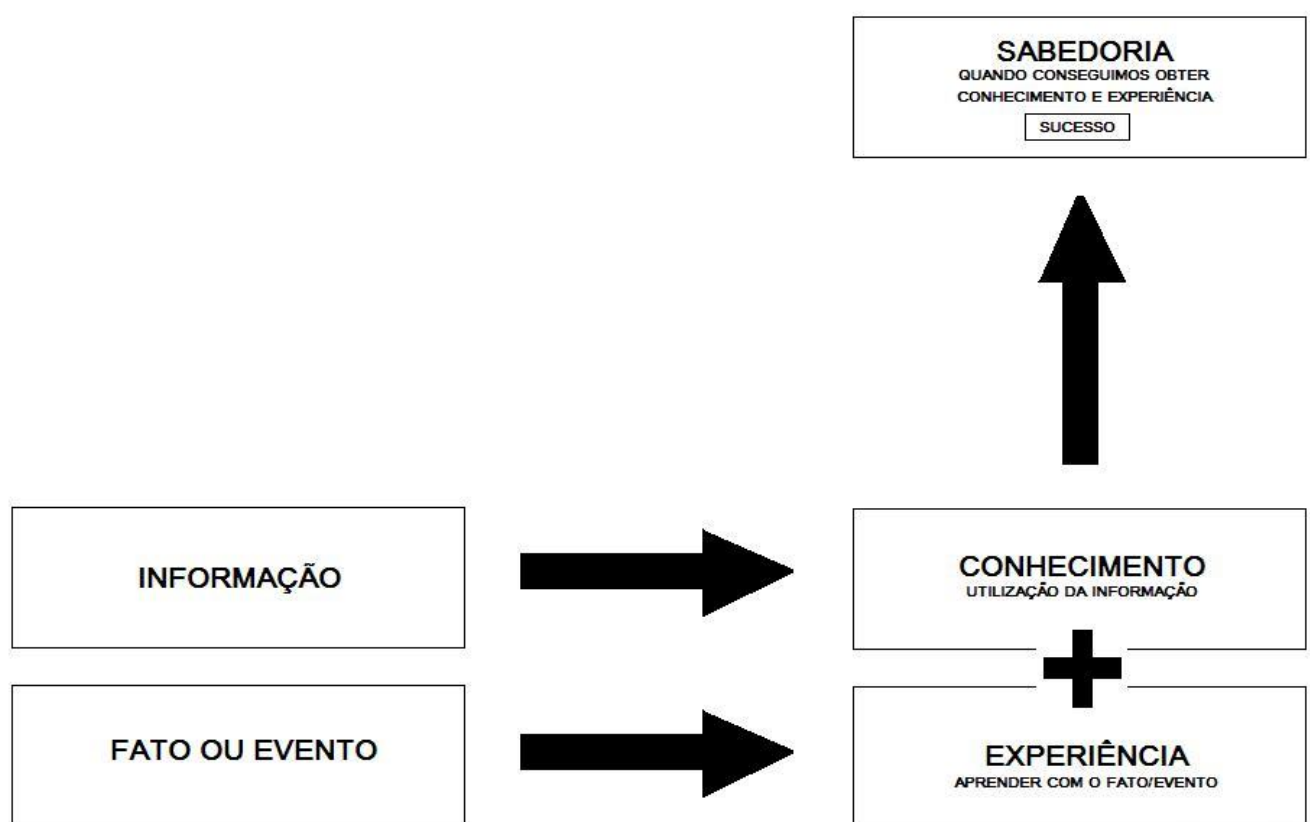 SABEDORIA
QUANDO CONSEGUIMOS OBTER
CONHECIMENTO E EXPERIÊNCIA
SUCESSO
INFORMAÇÃO
CONHECIMENTO
UTILIZAÇÃO DA INFORMAÇÃO
FATO OU EVENTO
EXPERIÊNCIA
APRENDER COM O FATO/EVENTO